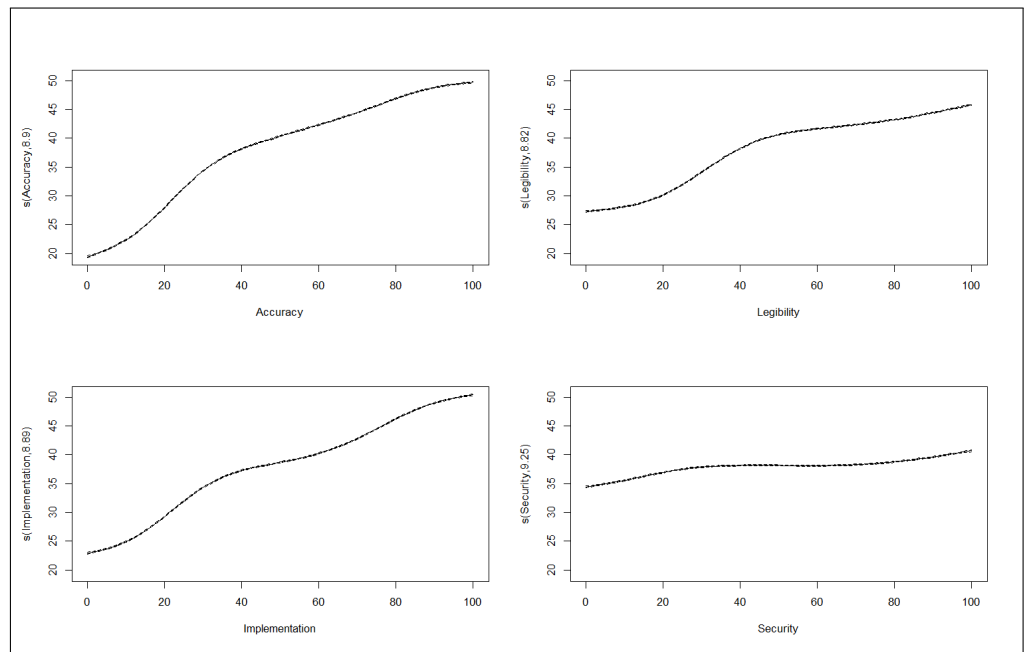 s(Accuracy,8.9)
50
45
40
35
30
25
20
0 20 40 60 80 100
Accuracy
s(Legibility,8.82)
50
45
40
35
30
25
20
0 20 40 60 80 100
Legibility
s(Implementation,8.89)
50
45
40
35
30
25
20
0 20 40 60 80 100
Implementation
s(Security,9.25)
50
45
40
35
30
25
20
0 20 40 60 80 100
Security